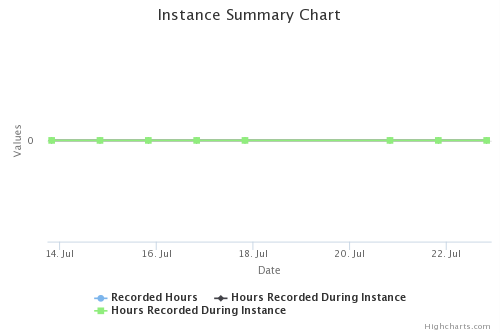 Instance Summary Chart
Values
0
14. Jul 16. Jul 18. Jul 20. Jul 22. Jul
Date
Recorded Hours Hours Recorded During Instance
Hours Recorded During Instance
Highcharts.com